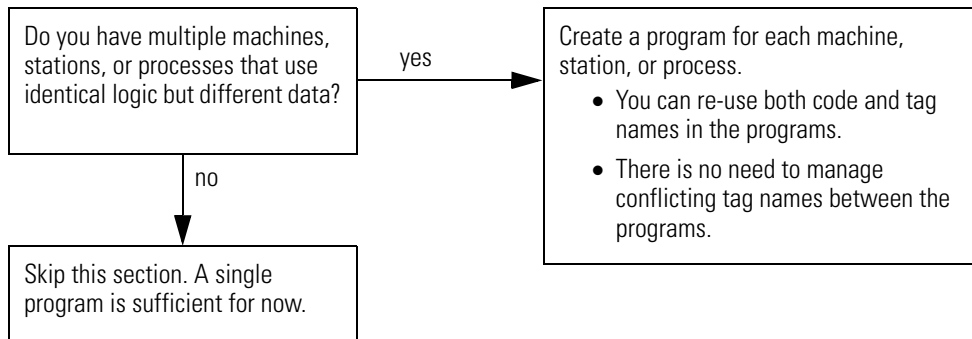 Do you have multiple machines,
stations, or processes that use
identical logic but different data?
yes
Create a program for each machine,
station, or process.
• You can re-use both code and tag
names in the programs.
• There is no need to manage
conflicting tag names between the
programs.
no
Skip this section. A single
program is sufficient for now.